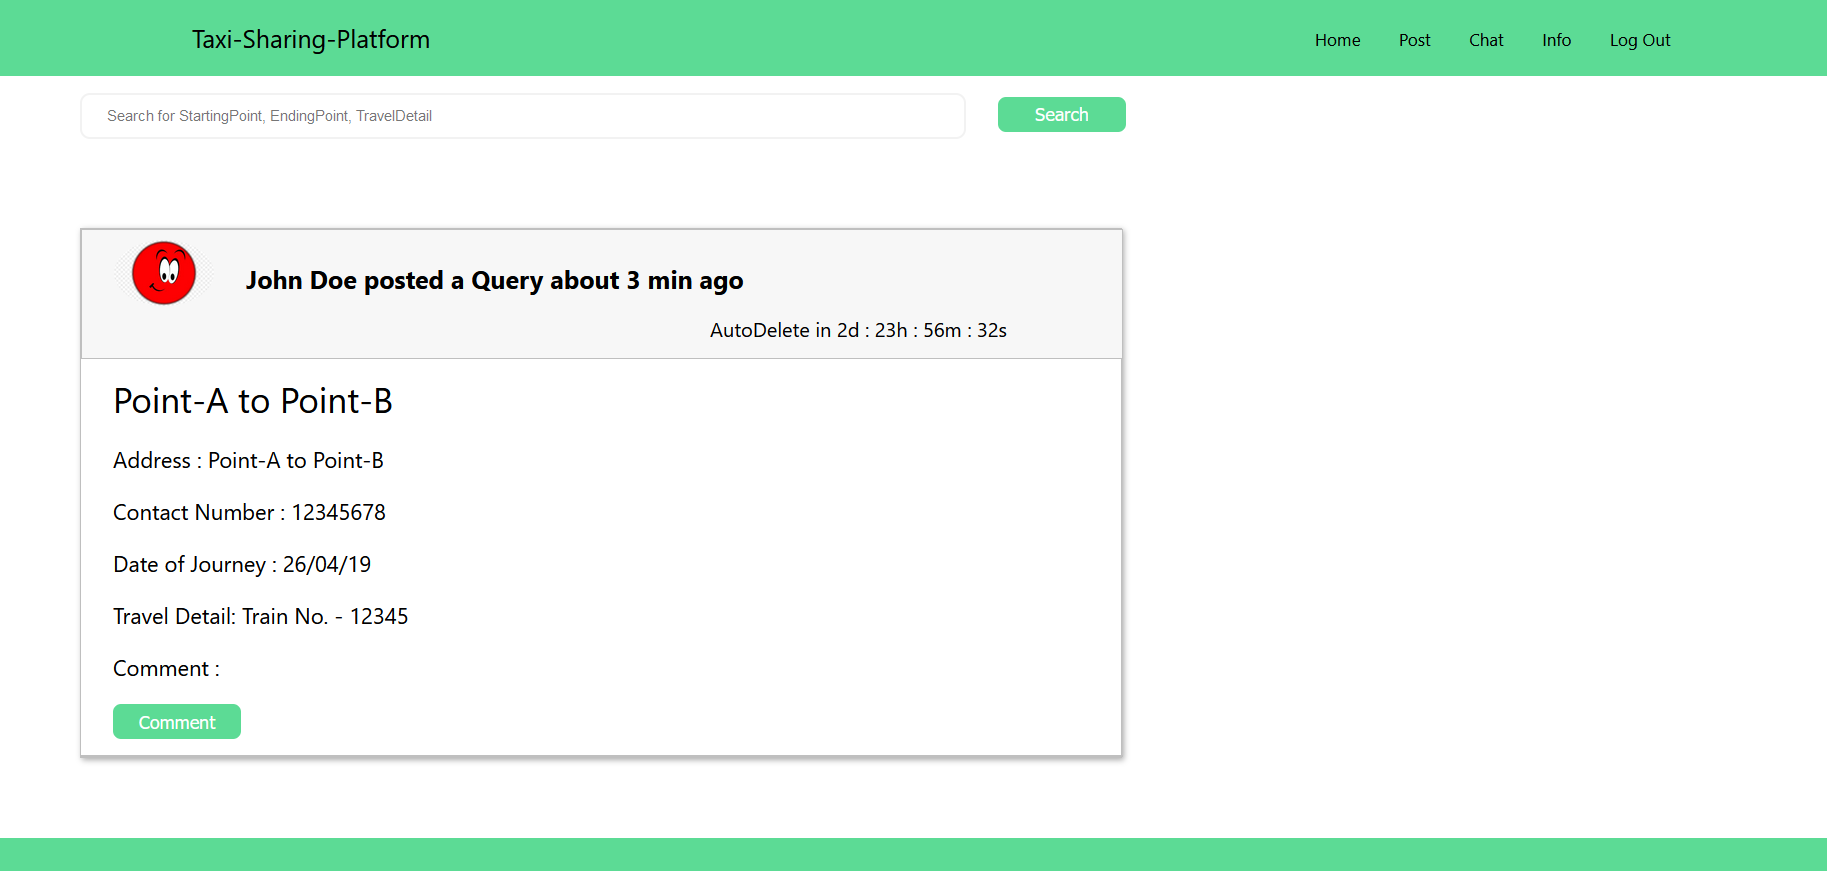 Taxi-Sharing-Platform
Home Post Chat Info Log Out
Search for StartingPoint, EndingPoint, TravelDetail
Search
John Doe posted a Query about 3 min ago
AutoDelete in 2d : 23h : 56m : 32s
Point-A to Point-B
Address : Point-A to Point-B
Contact Number : 12345678
Date of Journey : 26/04/19
Travel Detail: Train No. - 12345
Comment :
Comment